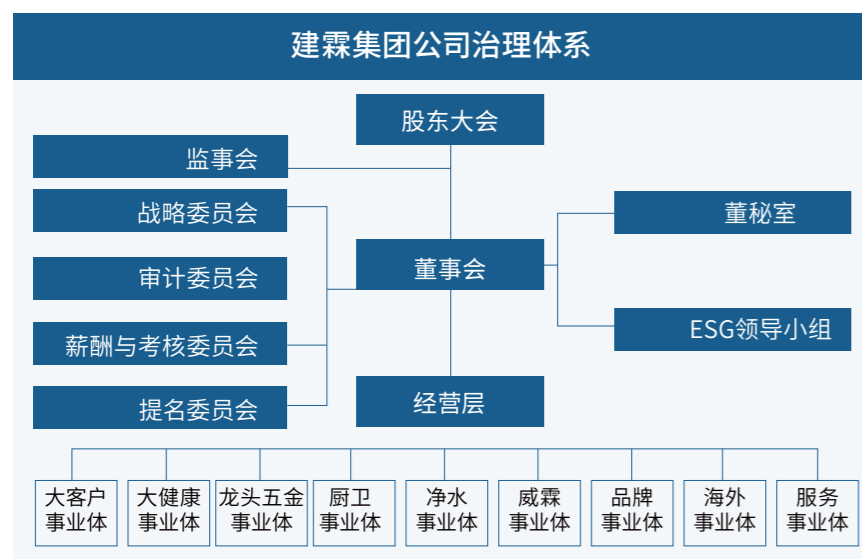 建霖集团公司治理体系
股东大会
监事会
战略委员会
董秘室
董事会
审计委员会
ESG领导小组
薪酬与考核委员会
经营层
提名委员会
大客户
事业体
大健康
事业体
龙头五金
事业体
厨卫
事业体
净水
事业体
威霖
事业体
品牌
事业体
海外
事业体
服务
事业体